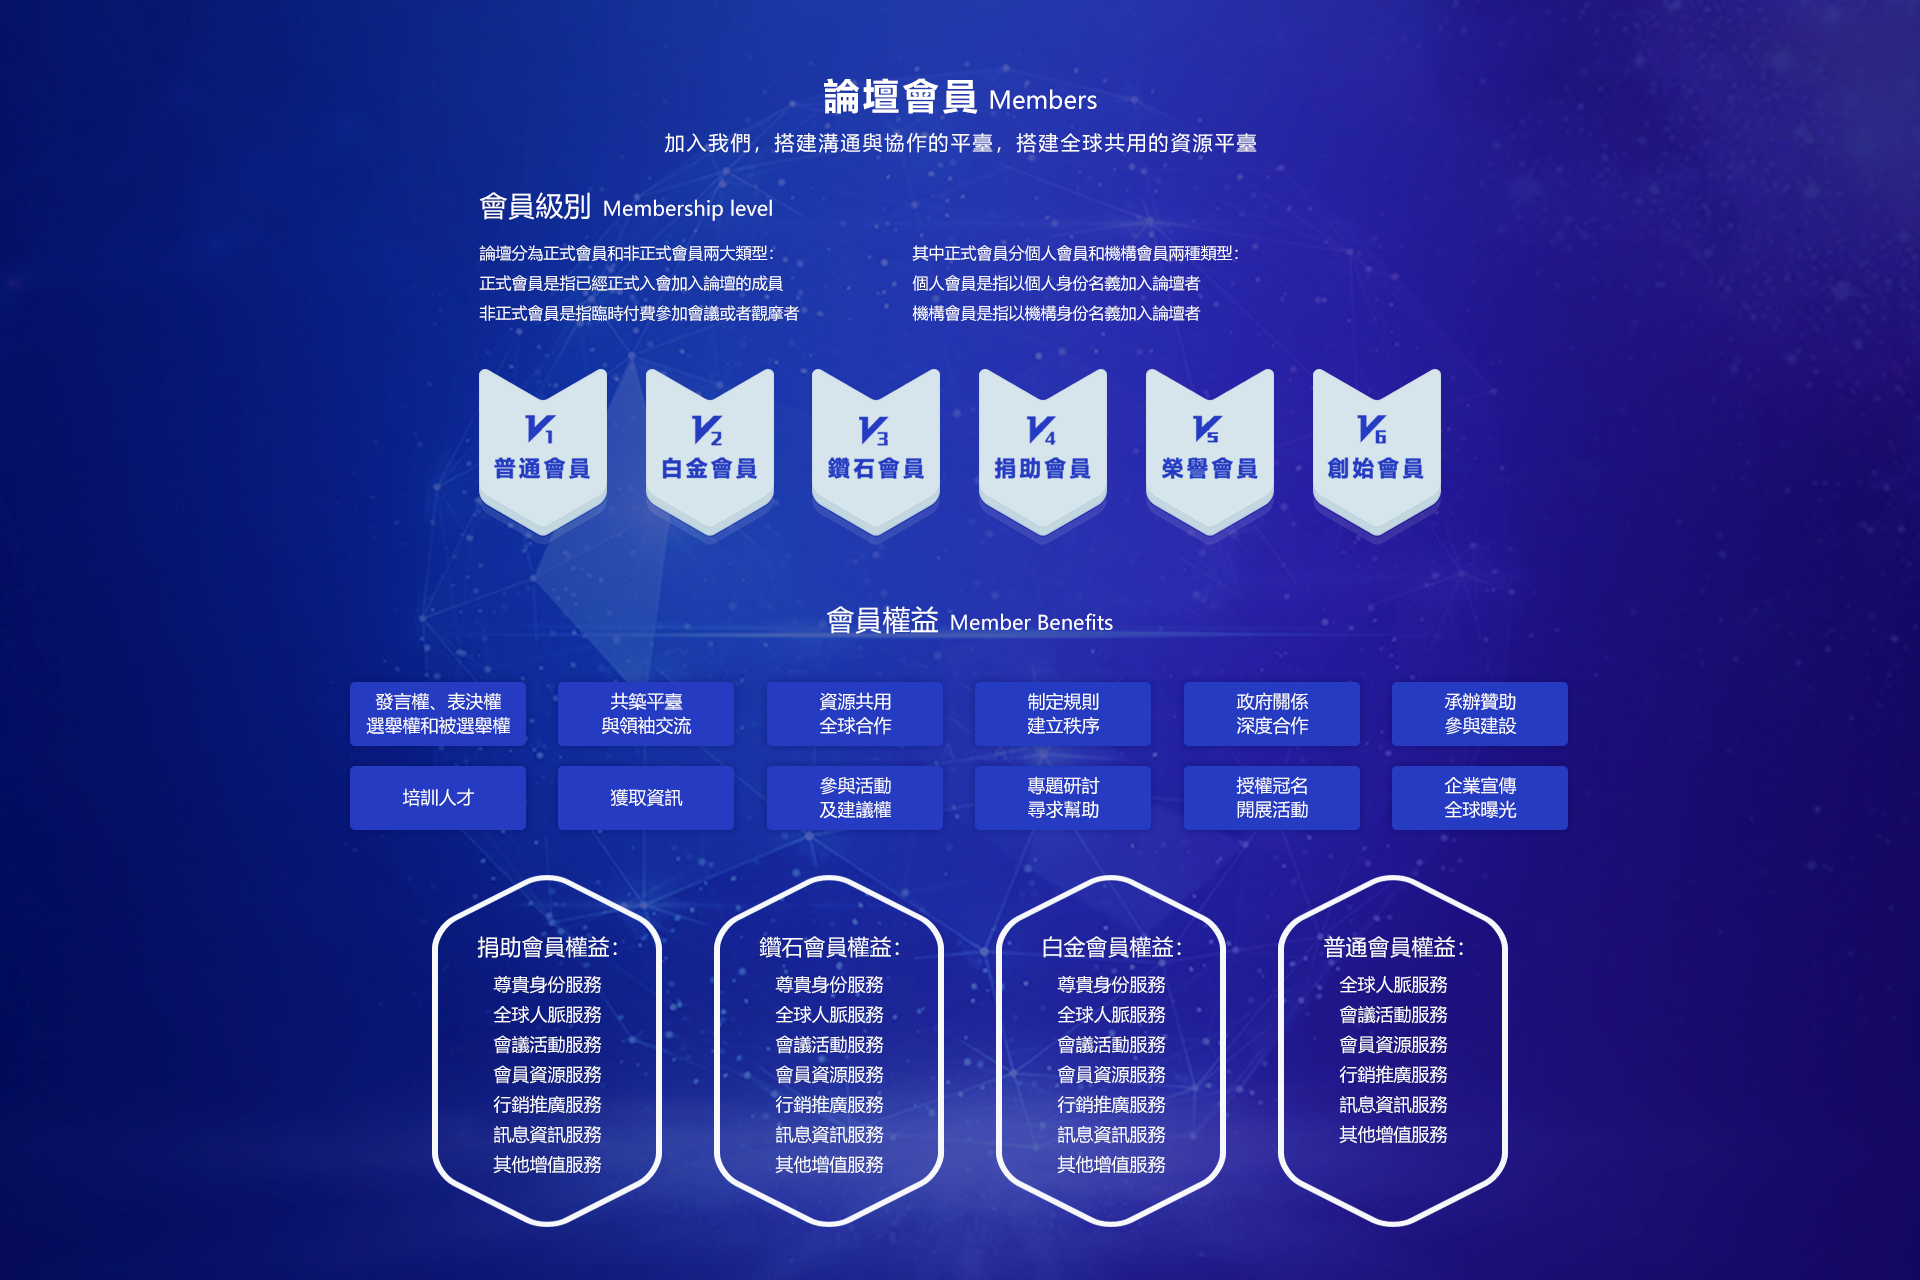 論壇會員 Members
加入我們，搭建溝通與協作的平臺，搭建全球共用的資源平臺
會員級別 Membership level
論壇分為正式會員和非正式會員兩大類型：
正式會員是指已經正式入會加入論壇的成員
非正式會員是指臨時付費參加會議或者觀摩者
其中正式會員分個人會員和機構會員兩種類型：
個人會員是指以個人身份名義加入論壇者
機構會員是指以機構身份名義加入論壇者
V1
普通會員
V2
白金會員
V3
鑽石會員
V4
捐助會員
V5
榮譽會員
V6
創始會員
會員權益 Member Benefits
發言權、表決權
選舉權和被選舉權
共築平臺
與領袖交流
資源共用
全球合作
制定規則
建立秩序
政府關係
深度合作
承辦贊助
參與建設
培訓人才
獲取資訊
參與活動
及建議權
專題研討
尋求幫助
授權冠名
開展活動
企業宣傳
全球曝光
捐助會員權益：
尊貴身份服務
全球人脈服務
會議活動服務
會員資源服務
行銷推廣服務
訊息資訊服務
其他增值服務
鑽石會員權益：
尊貴身份服務
全球人脈服務
會議活動服務
會員資源服務
行銷推廣服務
訊息資訊服務
其他增值服務
白金會員權益：
尊貴身份服務
全球人脈服務
會議活動服務
會員資源服務
行銷推廣服務
訊息資訊服務
其他增值服務
普通會員權益：
全球人脈服務
會議活動服務
會員資源服務
行銷推廣服務
訊息資訊服務
其他增值服務